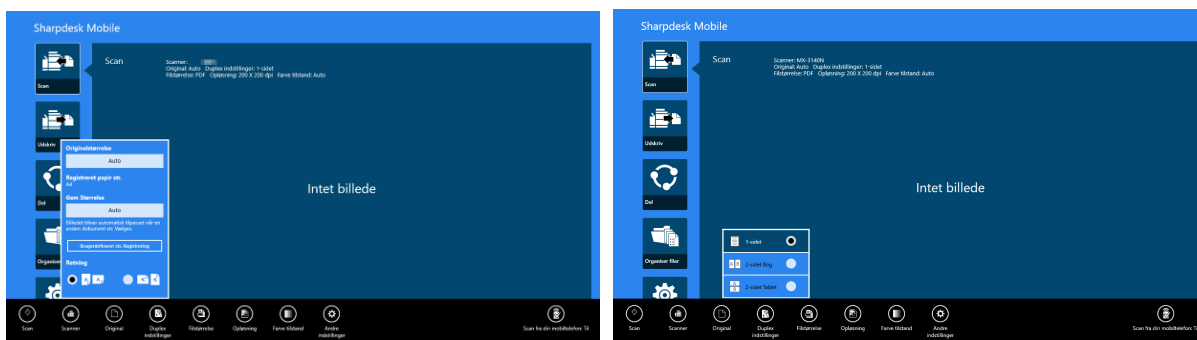 Sharpdesk Mobile
Scan
Scanner:
Original: Auto Duplex indstillinger: 1-sidet
Filstørrelse: PDF Opløsning: 200 X 200 dpi Farve tilstand: Auto
Scan
Udskriv
Del
Organiser
Originalstørrelse
Auto
Registreret papir str.
A4
Gem Størrelse
Auto
Billedet bliver automatisk tilpasset når en
anden dokument str. Vælges.
Brugerdefineret str. Registrering
Retning
Intet billede
Scan
Scanner
Original
Duplex
indstillinger
Filstørrelse
Opløsning
Farve tilstand
Andre
indstillinger
Scan fra din mobiltelefon: Til
Sharpdesk Mobile
Scan
Scanner: MX-3140N
Original: Auto Duplex indstillinger: 1-sidet
Filstørrelse: PDF Opløsning: 200 X 200 dpi Farve tilstand: Auto
Scan
Udskriv
Del
Organiser filer
1-sidet
2-sidet Bog
2-sidet Tablet
Intet billede
Scan
Scanner
Original
Duplex
indstillinger
Filstørrelse
Opløsning
Farve tilstand
Andre
indstillinger
Scan fra din mobiltelefon: Til